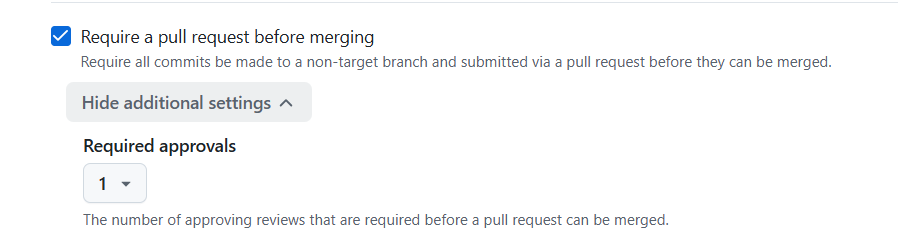 Require a pull request before merging
Require all commits be made to a non-target branch and submitted via a pull request before they can be merged.
Hide additional settings
Required approvals
1
The number of approving reviews that are required before a pull request can be merged.